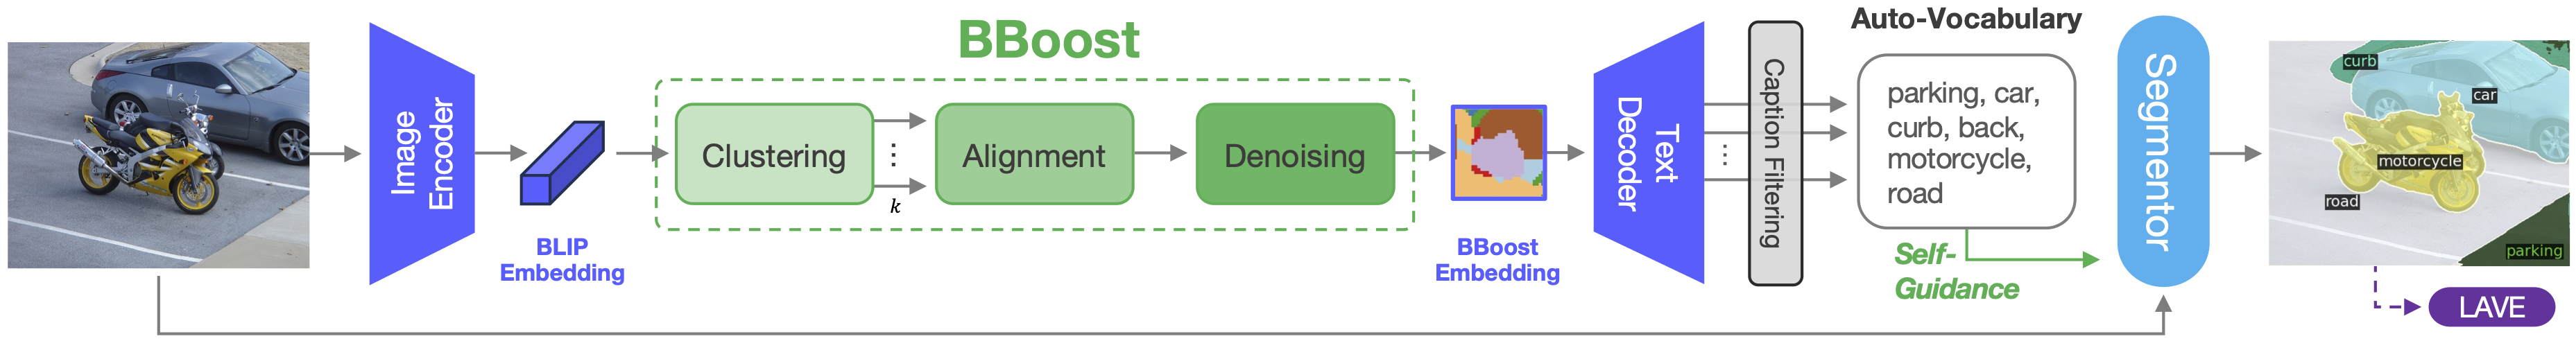 BBoost
Image
Encoder
BLIP
Embedding
Clustering
k
Alignment
Denoising
BBoost
Embedding
Text
Decoder
Caption Filtering
Auto-Vocabulary
parking, car,
curb, back,
motorcycle,
road
Self-
Guidance
Segmentor
curb
car
motorcycle
road
parking
LAVE